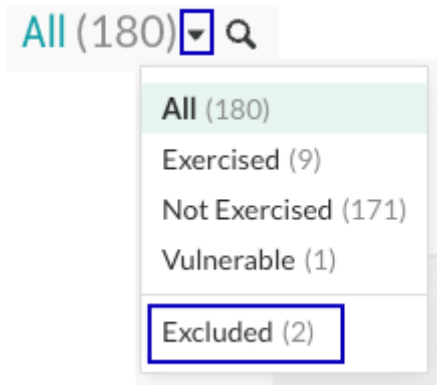 All (180)
All (180)
Exercised (9)
Not Exercised (171)
Vulnerable (1)
Excluded (2)